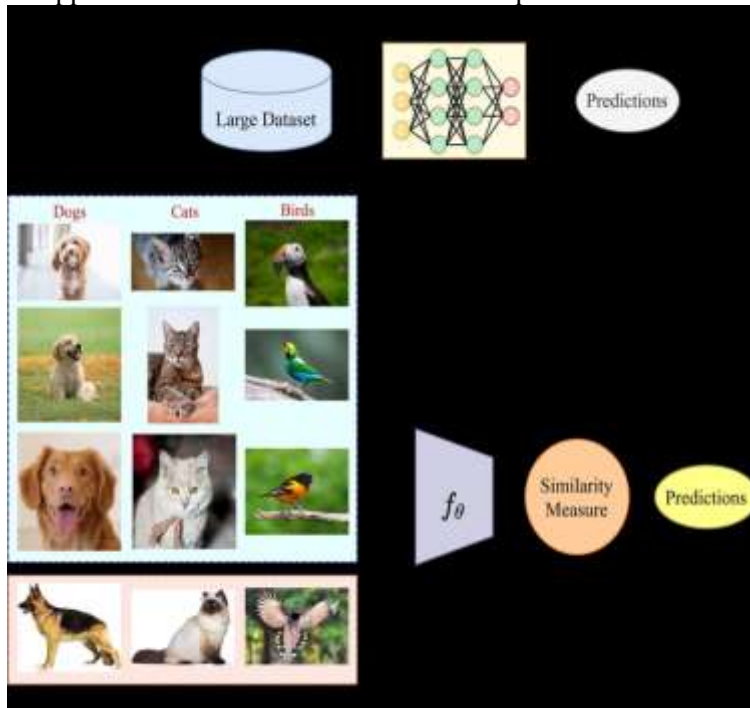 Large Dataset
Predictions
Dogs
Cats
Birds
fθ
Similarity
Measure
Predictions